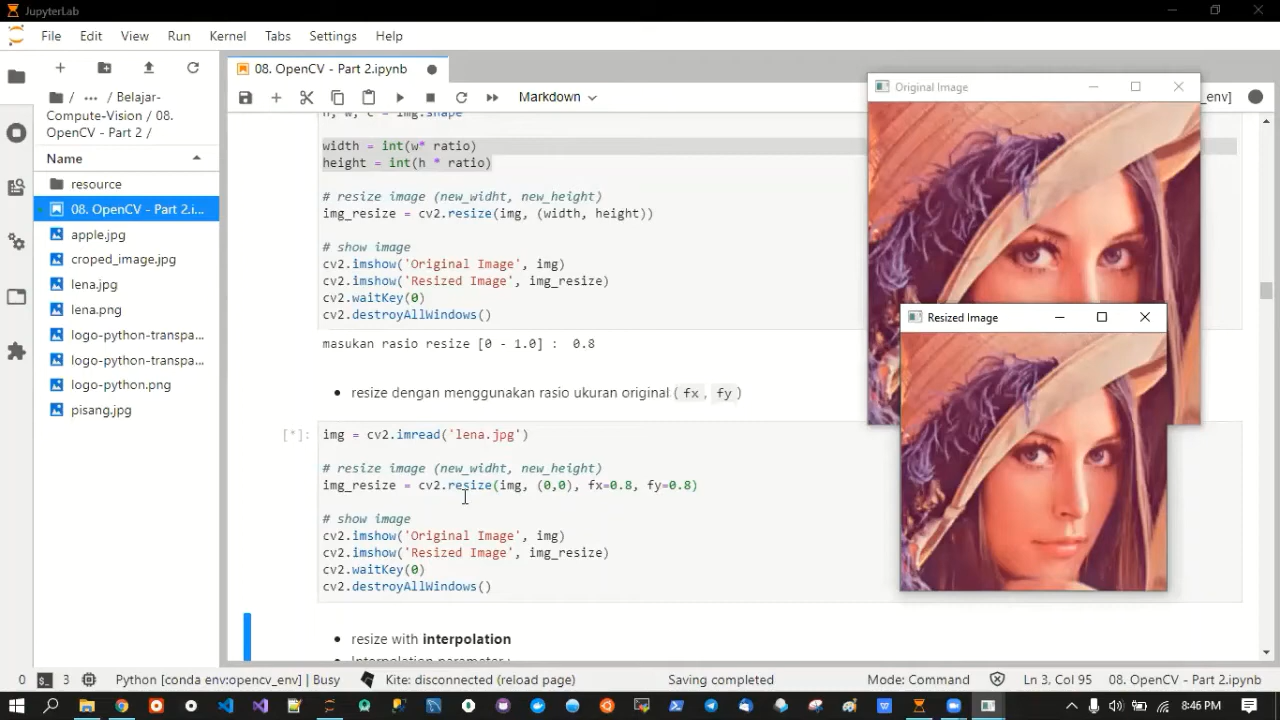 JupyterLab
File Edit View Run Kernel Tabs Settings Help
08. OpenCV - Part 2.ipynb
/ ... / Belajar-
Compute-Vision / 08.
OpenCV - Part 2 /
Name
resource
08. OpenCV - Part 2.i...
apple.jpg
croped_image.jpg
lena.jpg
lena.png
logo-python-transpa...
logo-python-transpa...
logo-python.png
pisang.jpg
Markdown
_env]
h, w, c = img.shape
width = int(w* ratio)
height = int(h * ratio)
# resize image (new_widht, new_height)
img_resize = cv2.resize(img, (width, height))
# show image
cv2.imshow('Original Image', img)
cv2.imshow('Resized Image', img_resize)
cv2.waitKey(0)
cv2.destroyAllWindows()
masukan rasio resize [0 - 1.0] : 0.8
• resize dengan menggunakan rasio ukuran original ( fx , fy )
[*]: img = cv2.imread('lena.jpg')
# resize image (new_widht, new_height)
img_resize = cv2.resize(img, (0,0), fx=0.8, fy=0.8)
# show image
cv2.imshow('Original Image', img)
cv2.imshow('Resized Image', img_resize)
cv2.waitKey(0)
cv2.destroyAllWindows()
• resize with interpolation
• Interpolation parameter :
Original Image
Resized Image
0 3 Python [conda env:opencv_env] | Busy Kite: disconnected (reload page) Saving completed Mode: Command Ln 3, Col 95 08. OpenCV - Part 2.ipynb
8:46 PM